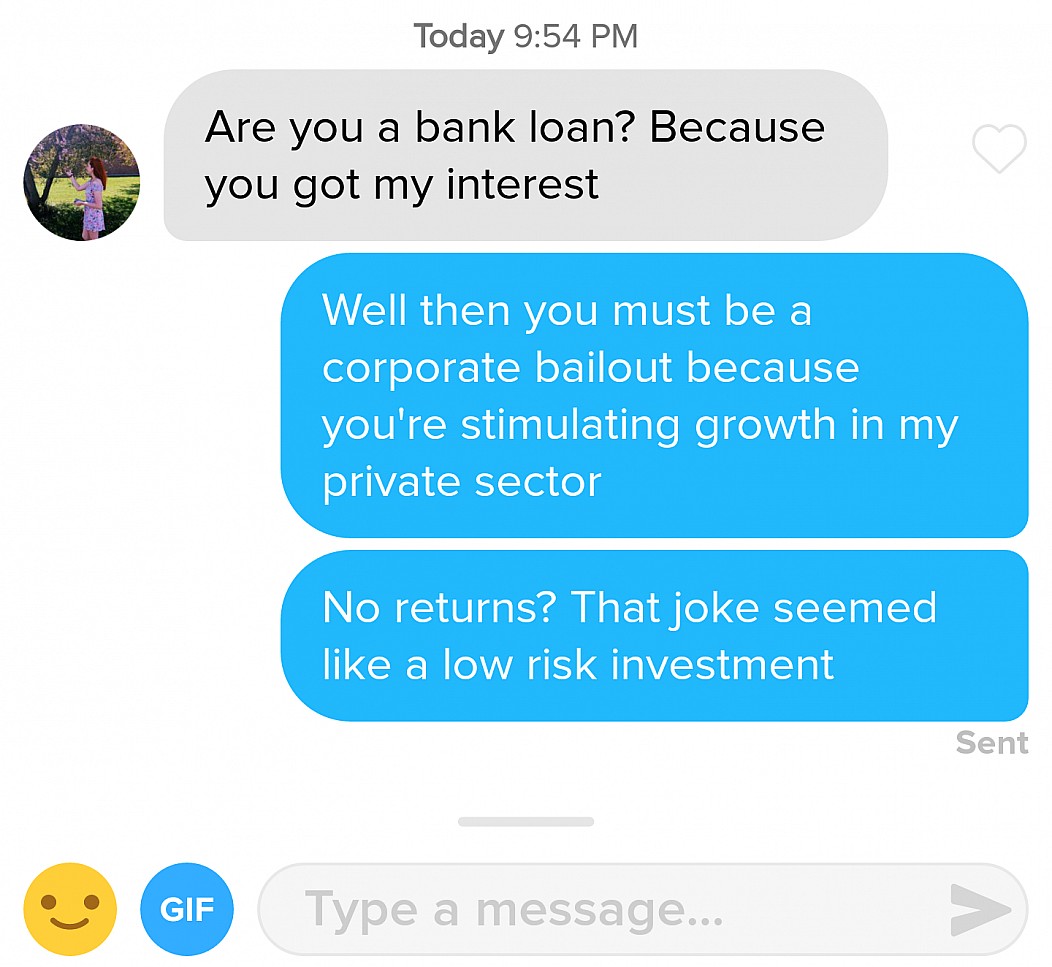 Today 9:54 PM
Are you a bank loan? Because
you got my interest
Well then you must be a
corporate bailout because
you're stimulating growth in my
private sector
No returns? That joke seemed
like a low risk investment
Sent
GIF
Type a message...